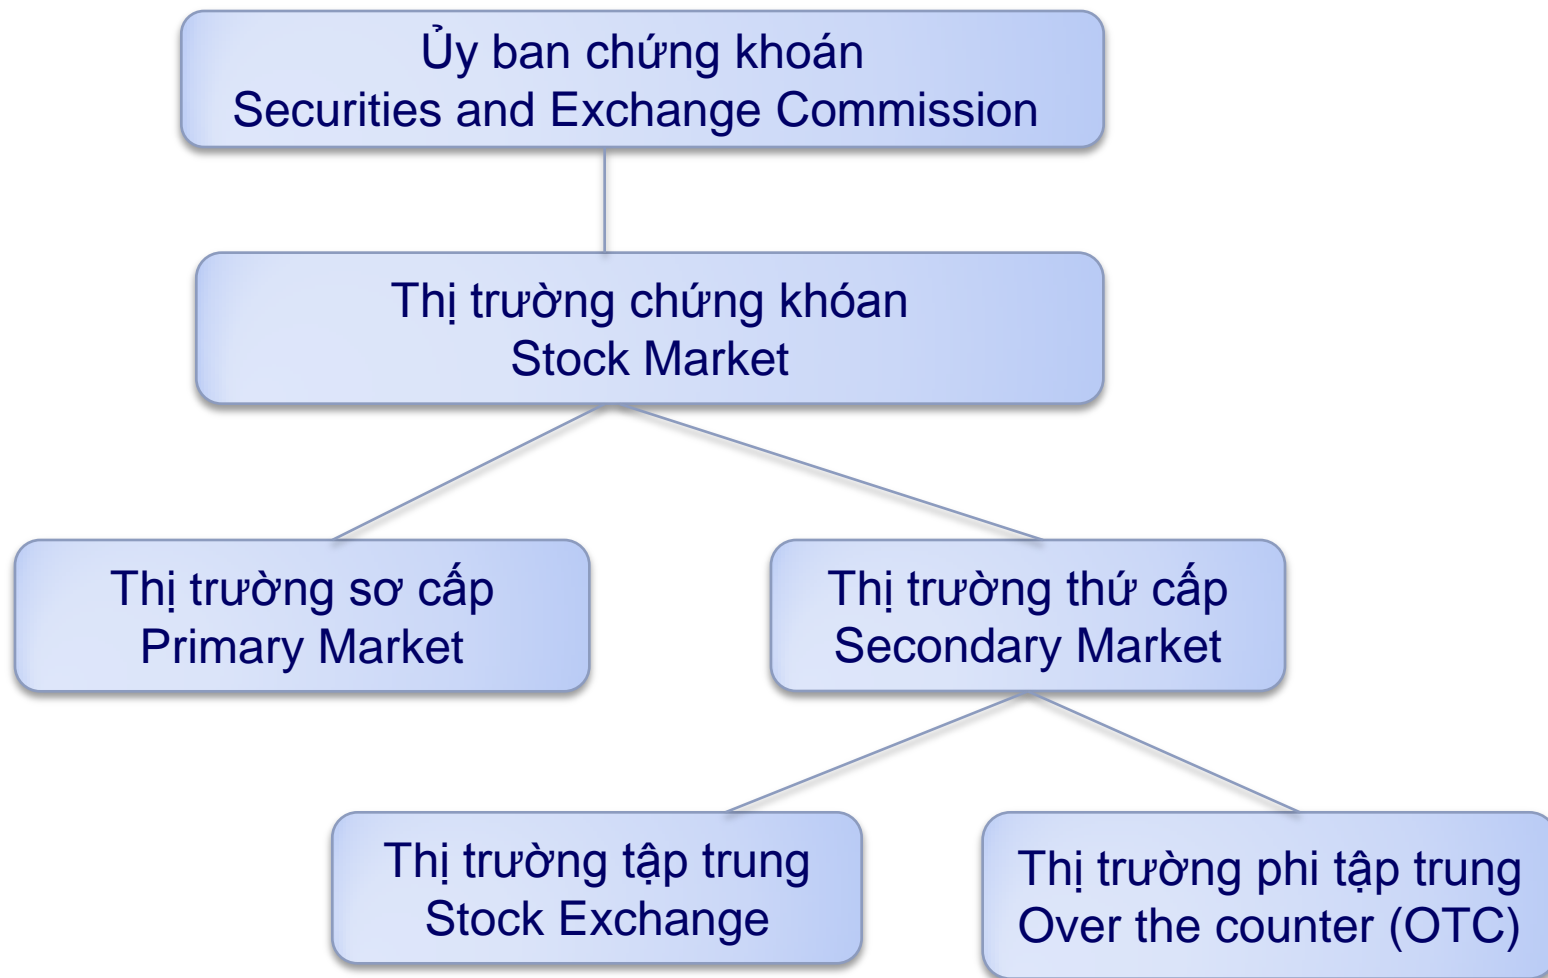 Ủy ban chứng khoán
Securities and Exchange Commission
Thị trường chứng khóan
Stock Market
Thị trường sơ cấp
Primary Market
Thị trường thứ cấp
Secondary Market
Thị trường tập trung
Stock Exchange
Thị trường phi tập trung
Over the counter (OTC)